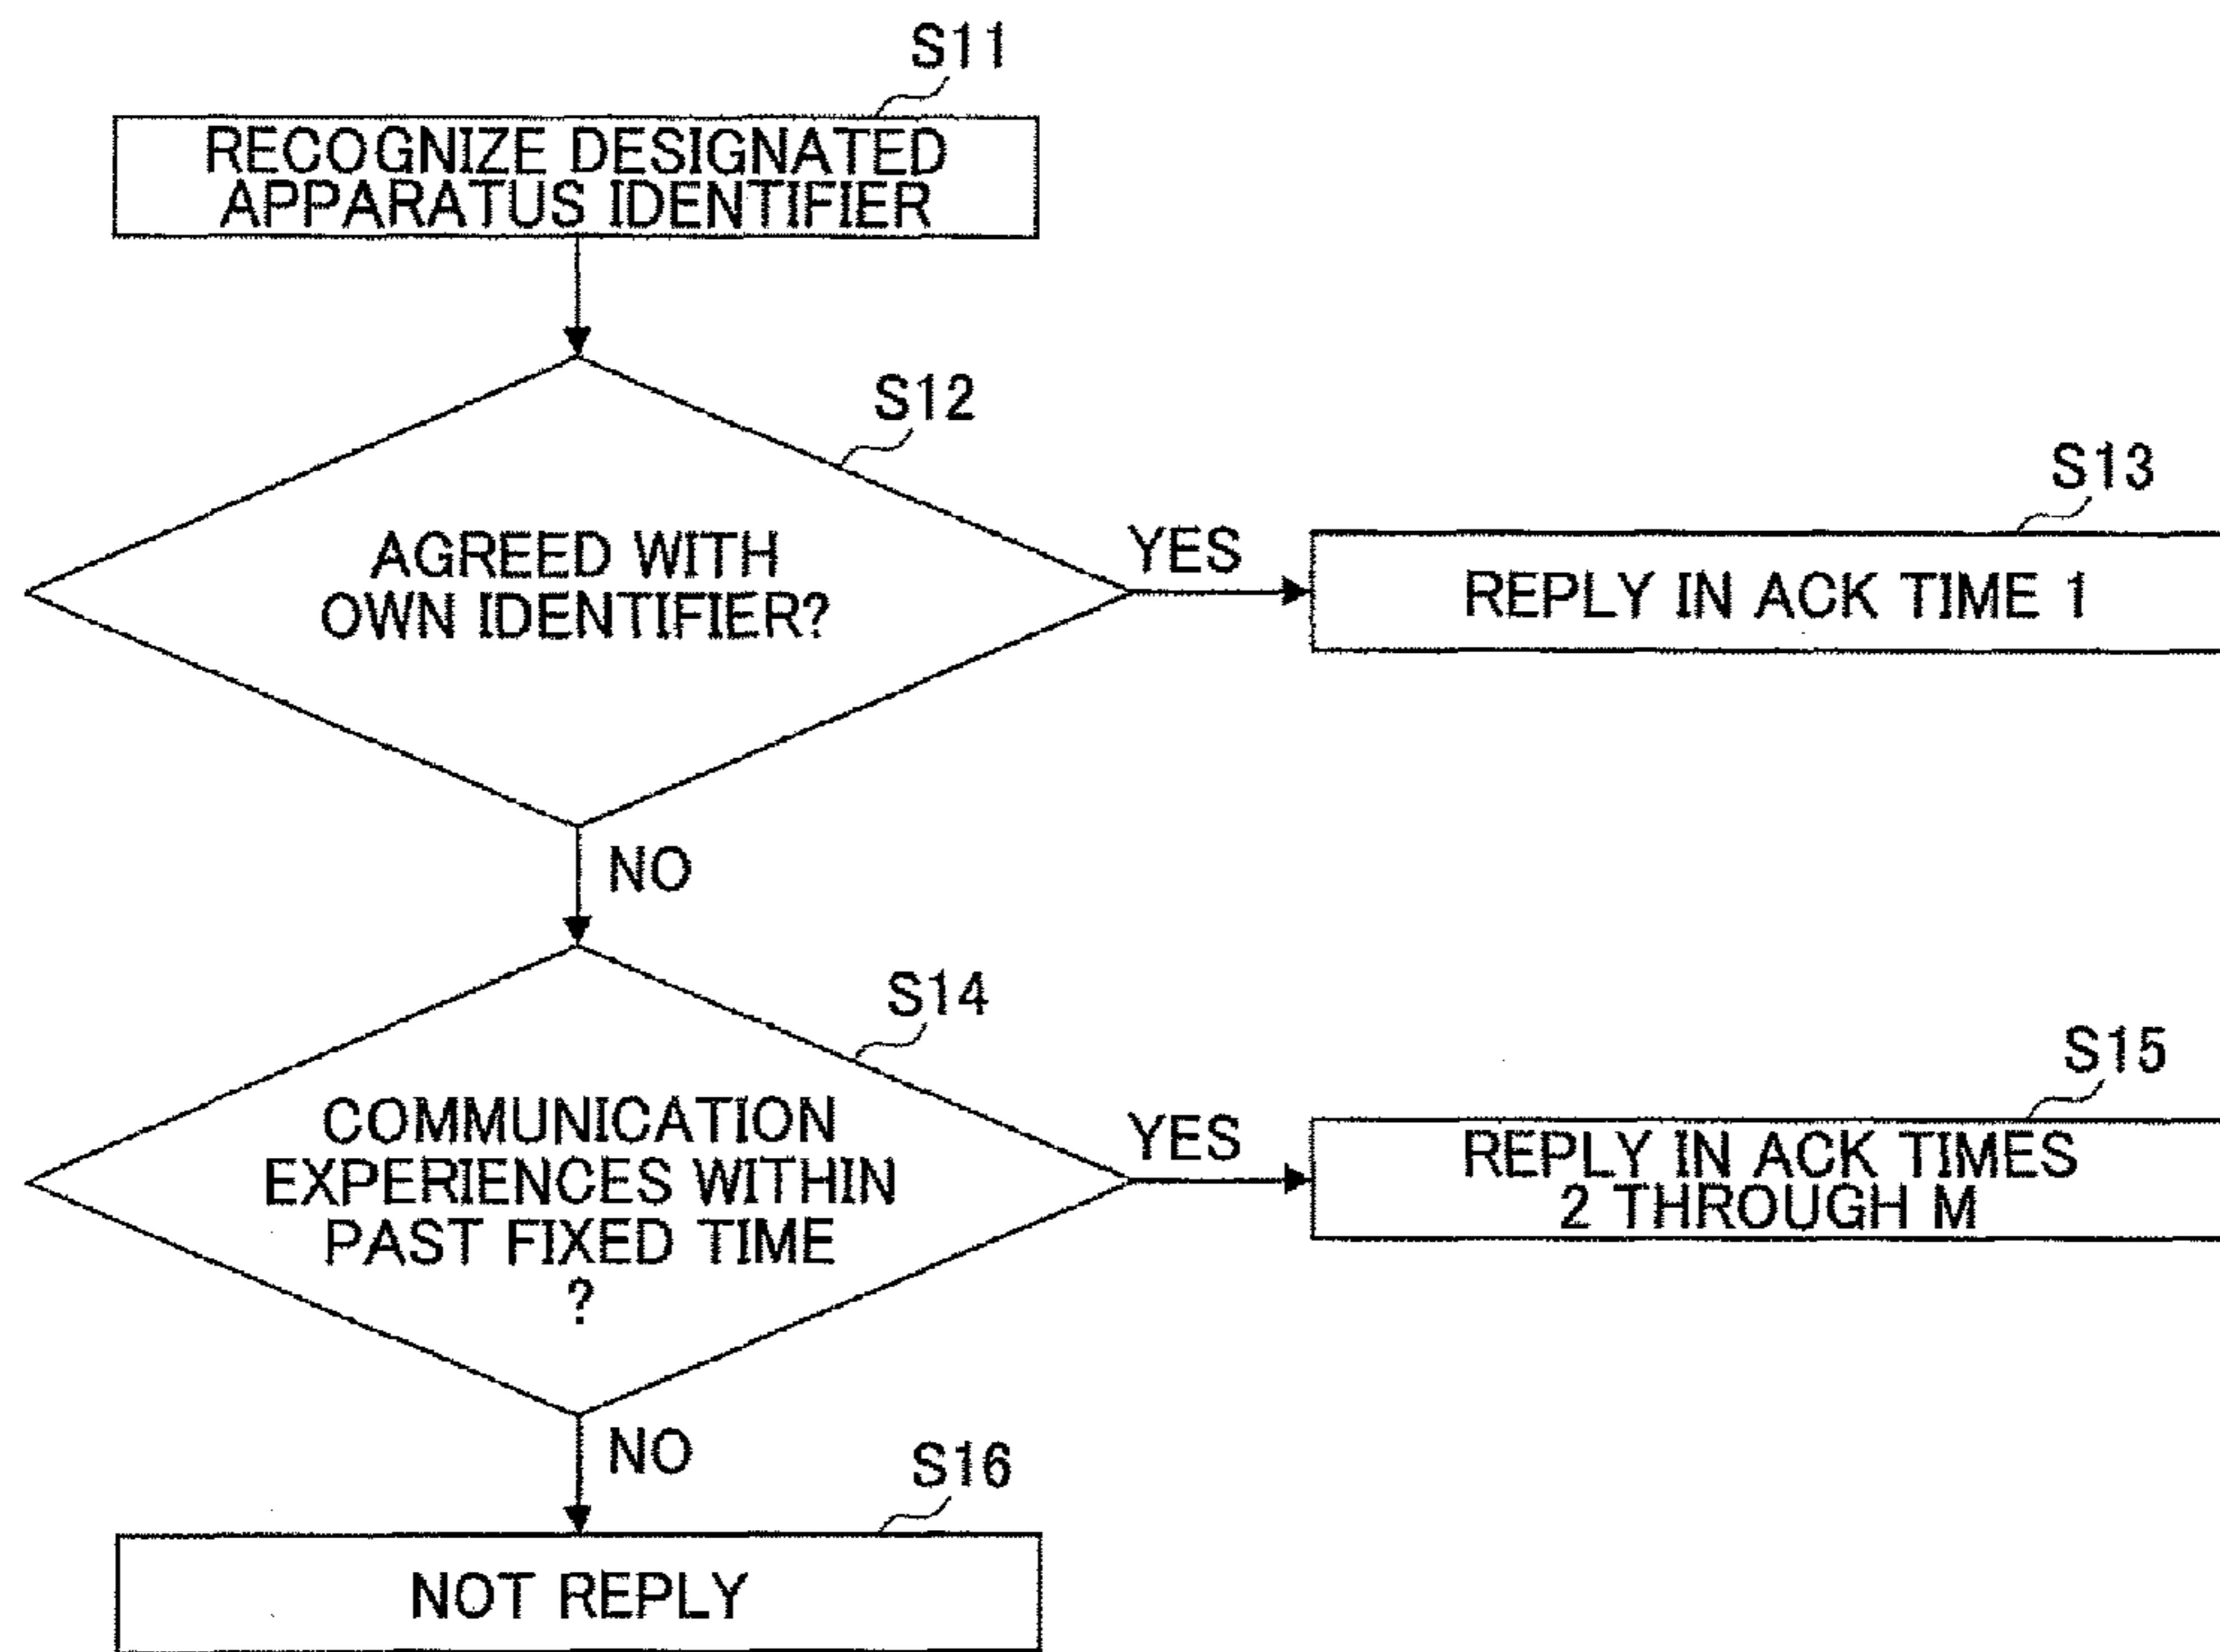 S11
RECOGNIZE DESIGNATED
APPARATUS IDENTIFIER
S12
AGREED WITH
OWN IDENTIFIER?
YES
S13
REPLY IN ACK TIME 1
NO
S14
COMMUNICATION
EXPERIENCES WITHIN
PAST FIXED TIME
?
YES
S15
REPLY IN ACK TIMES
2 THROUGH M
NO
S16
NOT REPLY